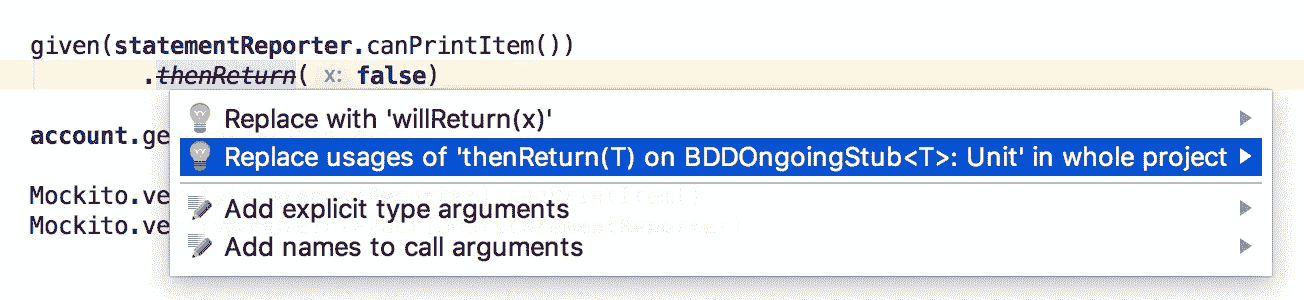 given(statementReporter.canPrintItem())
.thenReturn( x: false)
Replace with 'willReturn(x)'
account.ge
Replace usages of 'thenReturn(T) on BDDOngoingStub<T>: Unit' in whole project
Mockito.ve
Add explicit type arguments
Mockito.ve
Add names to call arguments